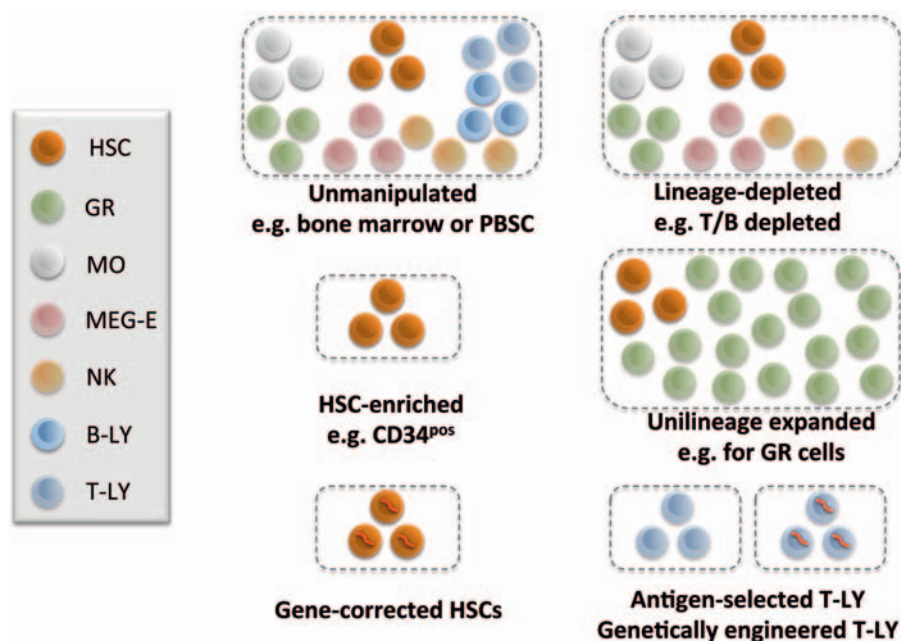 HSC
GR
MO
MEG-E
NK
B-LY
T-LY
Unmanipulated
e.g. bone marrow or PBSC
Lineage-depleted
e.g. T/B depleted
HSC-enriched
e.g. CD34pos
Unilineage expanded
e.g. for GR cells
Gene-corrected HSCs
Antigen-selected T-LY
Genetically engineered T-LY